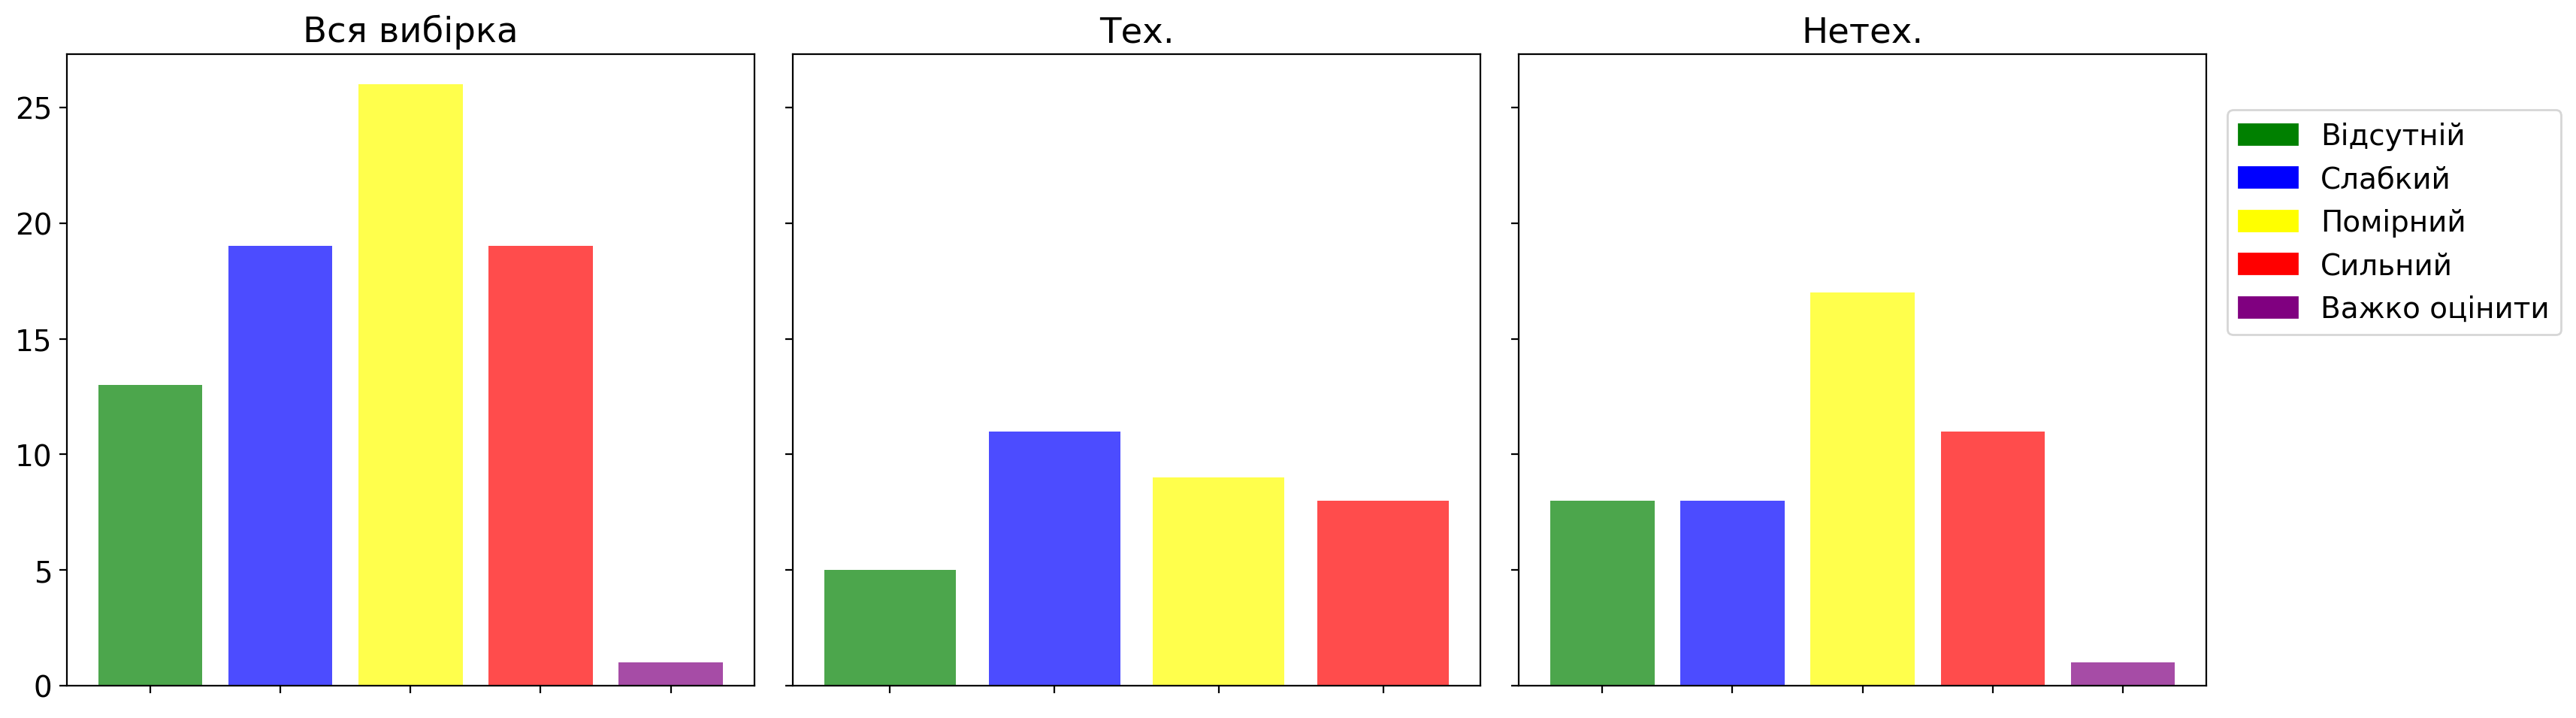 Вся вибірка
Тех.
Нетех.
25
20
15
10
5
0
Відсутній
Слабкий
Помірний
Сильний
Важко оцінити